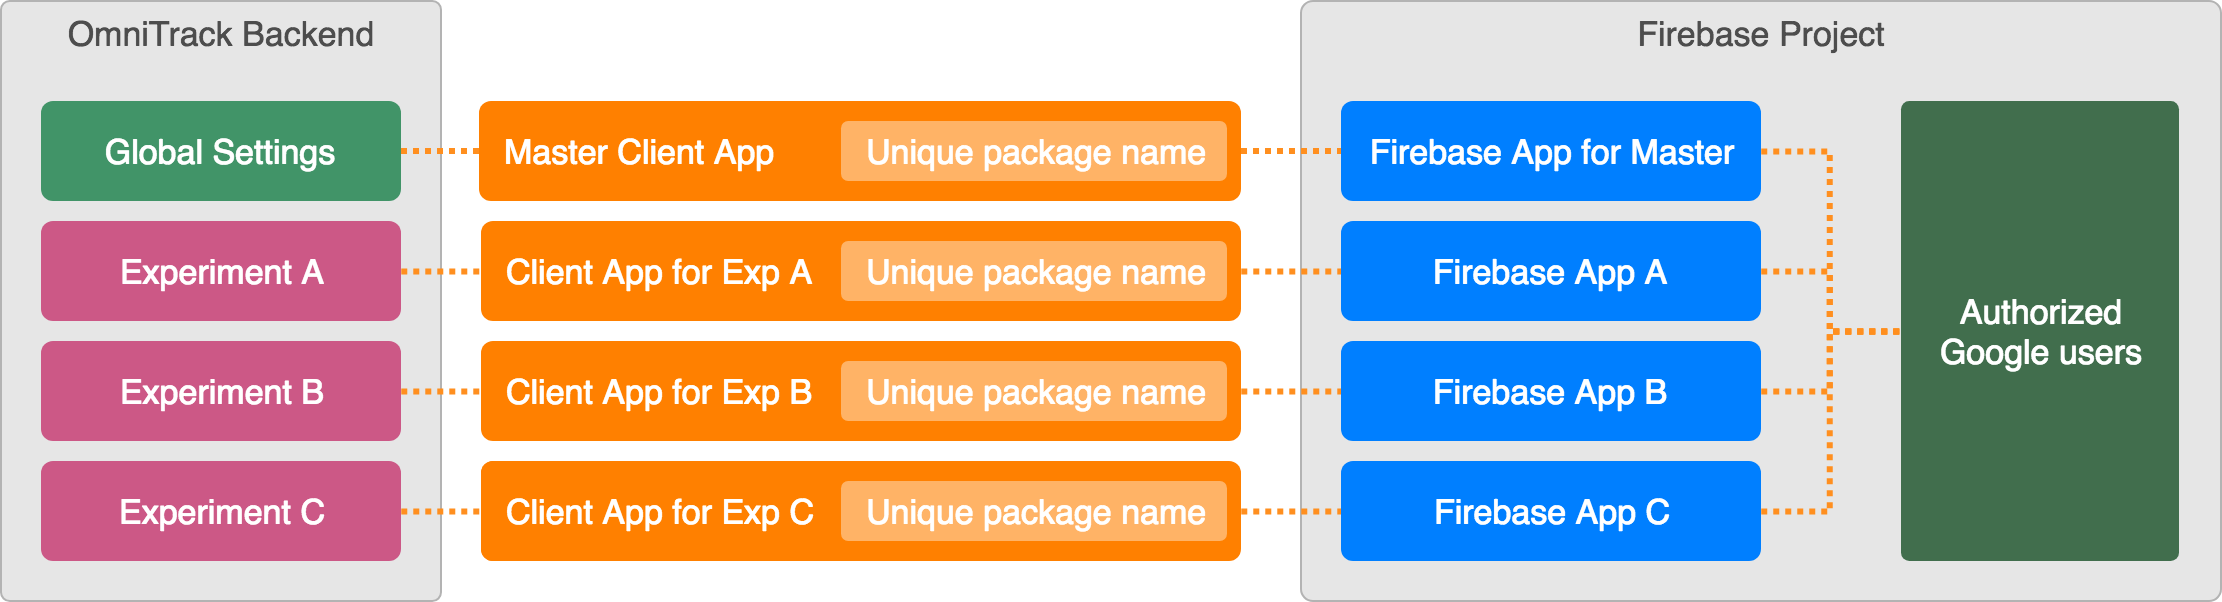 OmniTrack Backend
Firebase Project
Global Settings
Master Client App
Unique package name
Firebase App for Master
Experiment A
Client App for Exp A
Unique package name
Firebase App A
Experiment B
Client App for Exp B
Unique package name
Firebase App B
Experiment C
Client App for Exp C
Unique package name
Firebase App C
Authorized
Google users